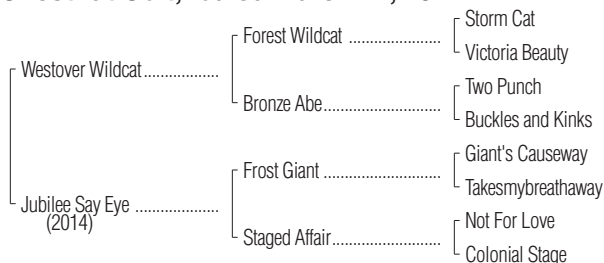 Storm Cat
Forest Wildcat
Victoria Beauty
Westover Wildcat
Two Punch
Bronze Abe
Buckles and Kinks
Giant's Causeway
Frost Giant
Takesmybreathaway
Jubilee Say Eye
(2014)
Not For Love
Staged Affair
Colonial Stage